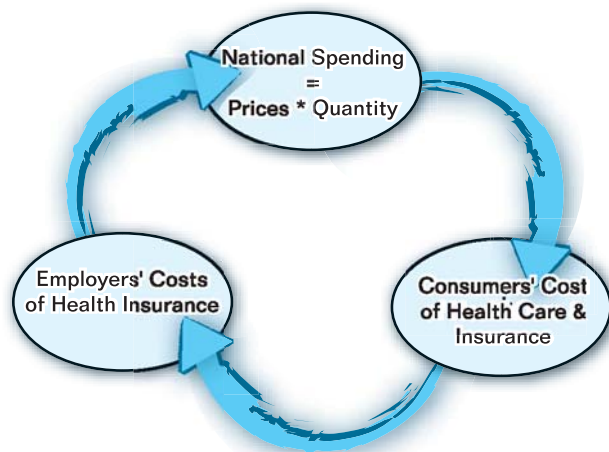 National Spending
=
Prices * Quantity
Consumers' Cost
of Health Care &
Insurance
Employers' Costs
of Health Insurance